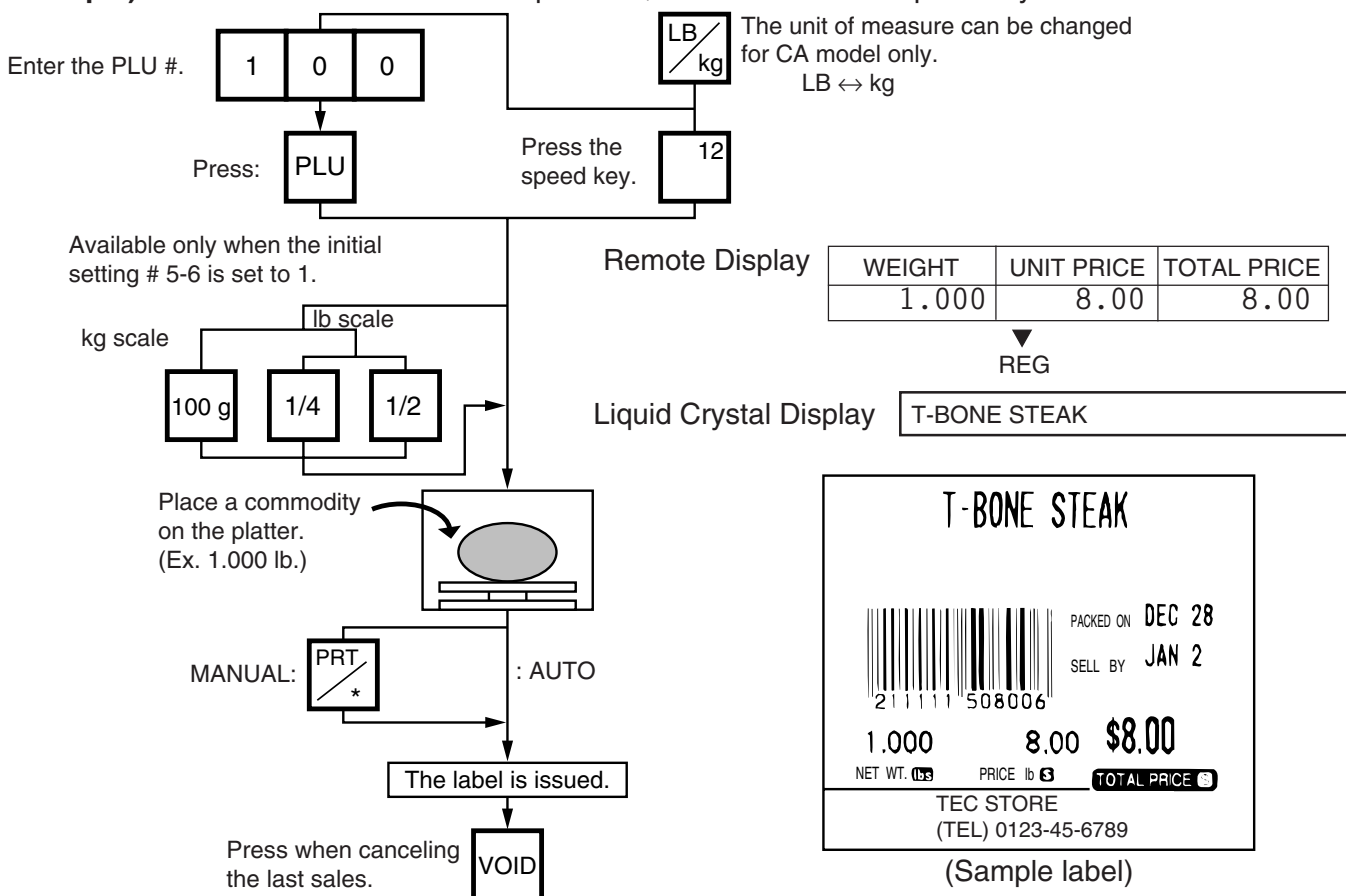 LB
kg
The unit of measure can be changed
for CA model only.
LB ↔ kg
Enter the PLU #.
1 0 0
Press:
PLU
Press the
speed key.
12
Available only when the initial
setting # 5-6 is set to 1.
kg scale
lb scale
100 g
1/4
1/2
Remote Display
WEIGHT UNIT PRICE TOTAL PRICE
1.000 8.00 8.00
▼
REG
Liquid Crystal Display
T-BONE STEAK
Place a commodity
on the platter.
(Ex. 1.000 lb.)
MANUAL:
PRT
*
: AUTO
The label is issued.
Press when canceling
the last sales.
VOID
T-BONE STEAK
PACKED ON DEC 28
SELL BY JAN 2
211111 508006
1.000 8.00 $8.00
NET WT. lbs PRICE lb $ TOTAL PRICE $
TEC STORE
(TEL) 0123-45-6789
(Sample label)